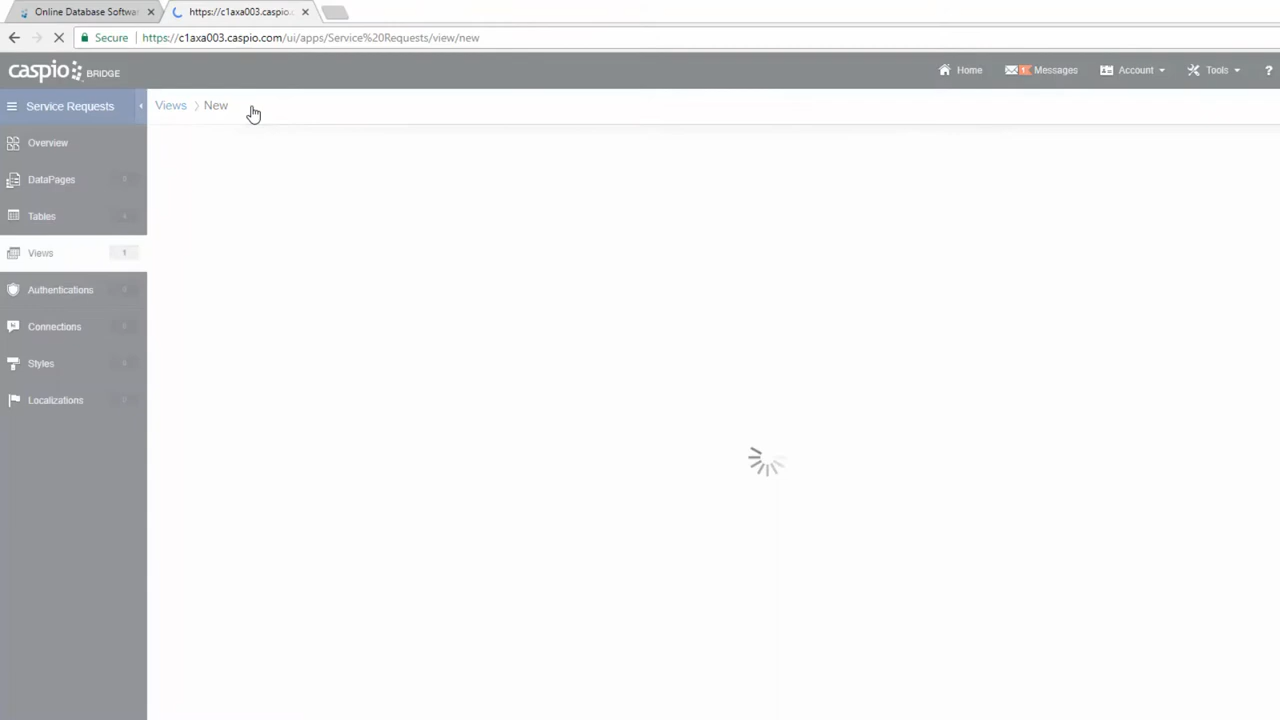 Online Database Softwa
https://c1axa003.caspio.c
Secure https://c1axa003.caspio.com/ui/apps/Service%20Requests/view/new
caspio BRIDGE
Home
Messages
Account
Tools
?
Service Requests
Views New
Overview
DataPages
Tables
Views 1
Authentications
Connections
Styles
Localizations